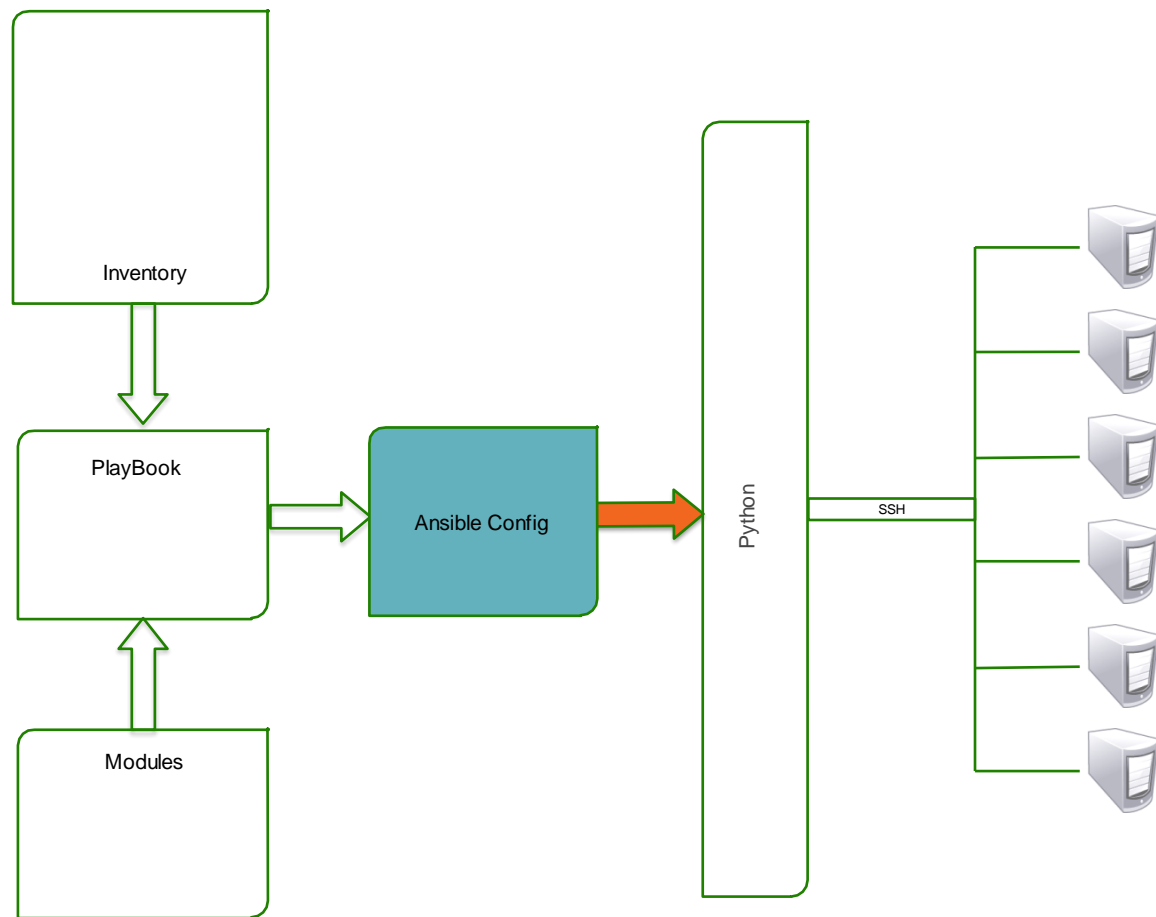 Inventory
PlayBook
Ansible Config
Modules
Python
SSH